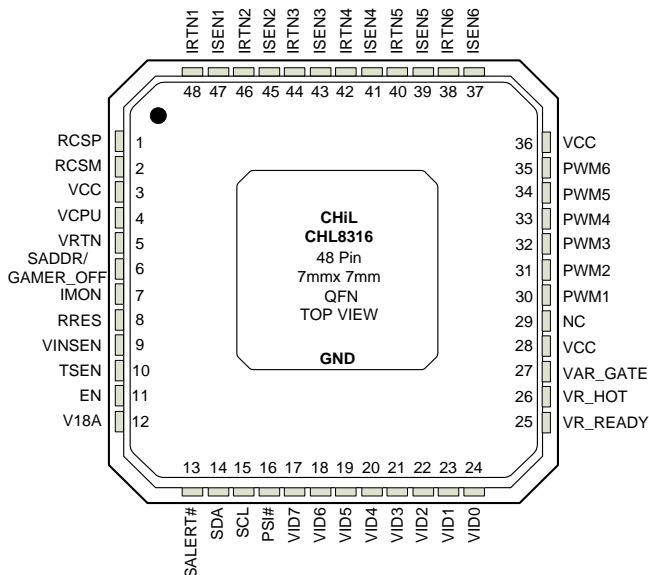 IRTN1
ISEN1
IRTN2
ISEN2
IRTN3
ISEN3
IRTN4
ISEN4
IRTN5
ISEN5
IRTN6
ISEN6
48 47 46 45 44 43 42 41 40 39 38 37
RCSP 1
RCSM 2
VCC 3
VCPU 4
VRTN 5
SADDR/
GAMER_OFF 6
IMON 7
RRES 8
VINSEN 9
TSEN 10
EN 11
V18A 12
CHiL
CHL8316
48 Pin
7mmx 7mm
QFN
TOP VIEW
GND
36 VCC
35 PWM6
34 PWM5
33 PWM4
32 PWM3
31 PWM2
30 PWM1
29 NC
28 VCC
27 VAR_GATE
26 VR_HOT
25 VR_READY
13 14 15 16 17 18 19 20 21 22 23 24
SALERT#
SDA
SCL
PSI#
VID7
VID6
VID5
VID4
VID3
VID2
VID1
VID0